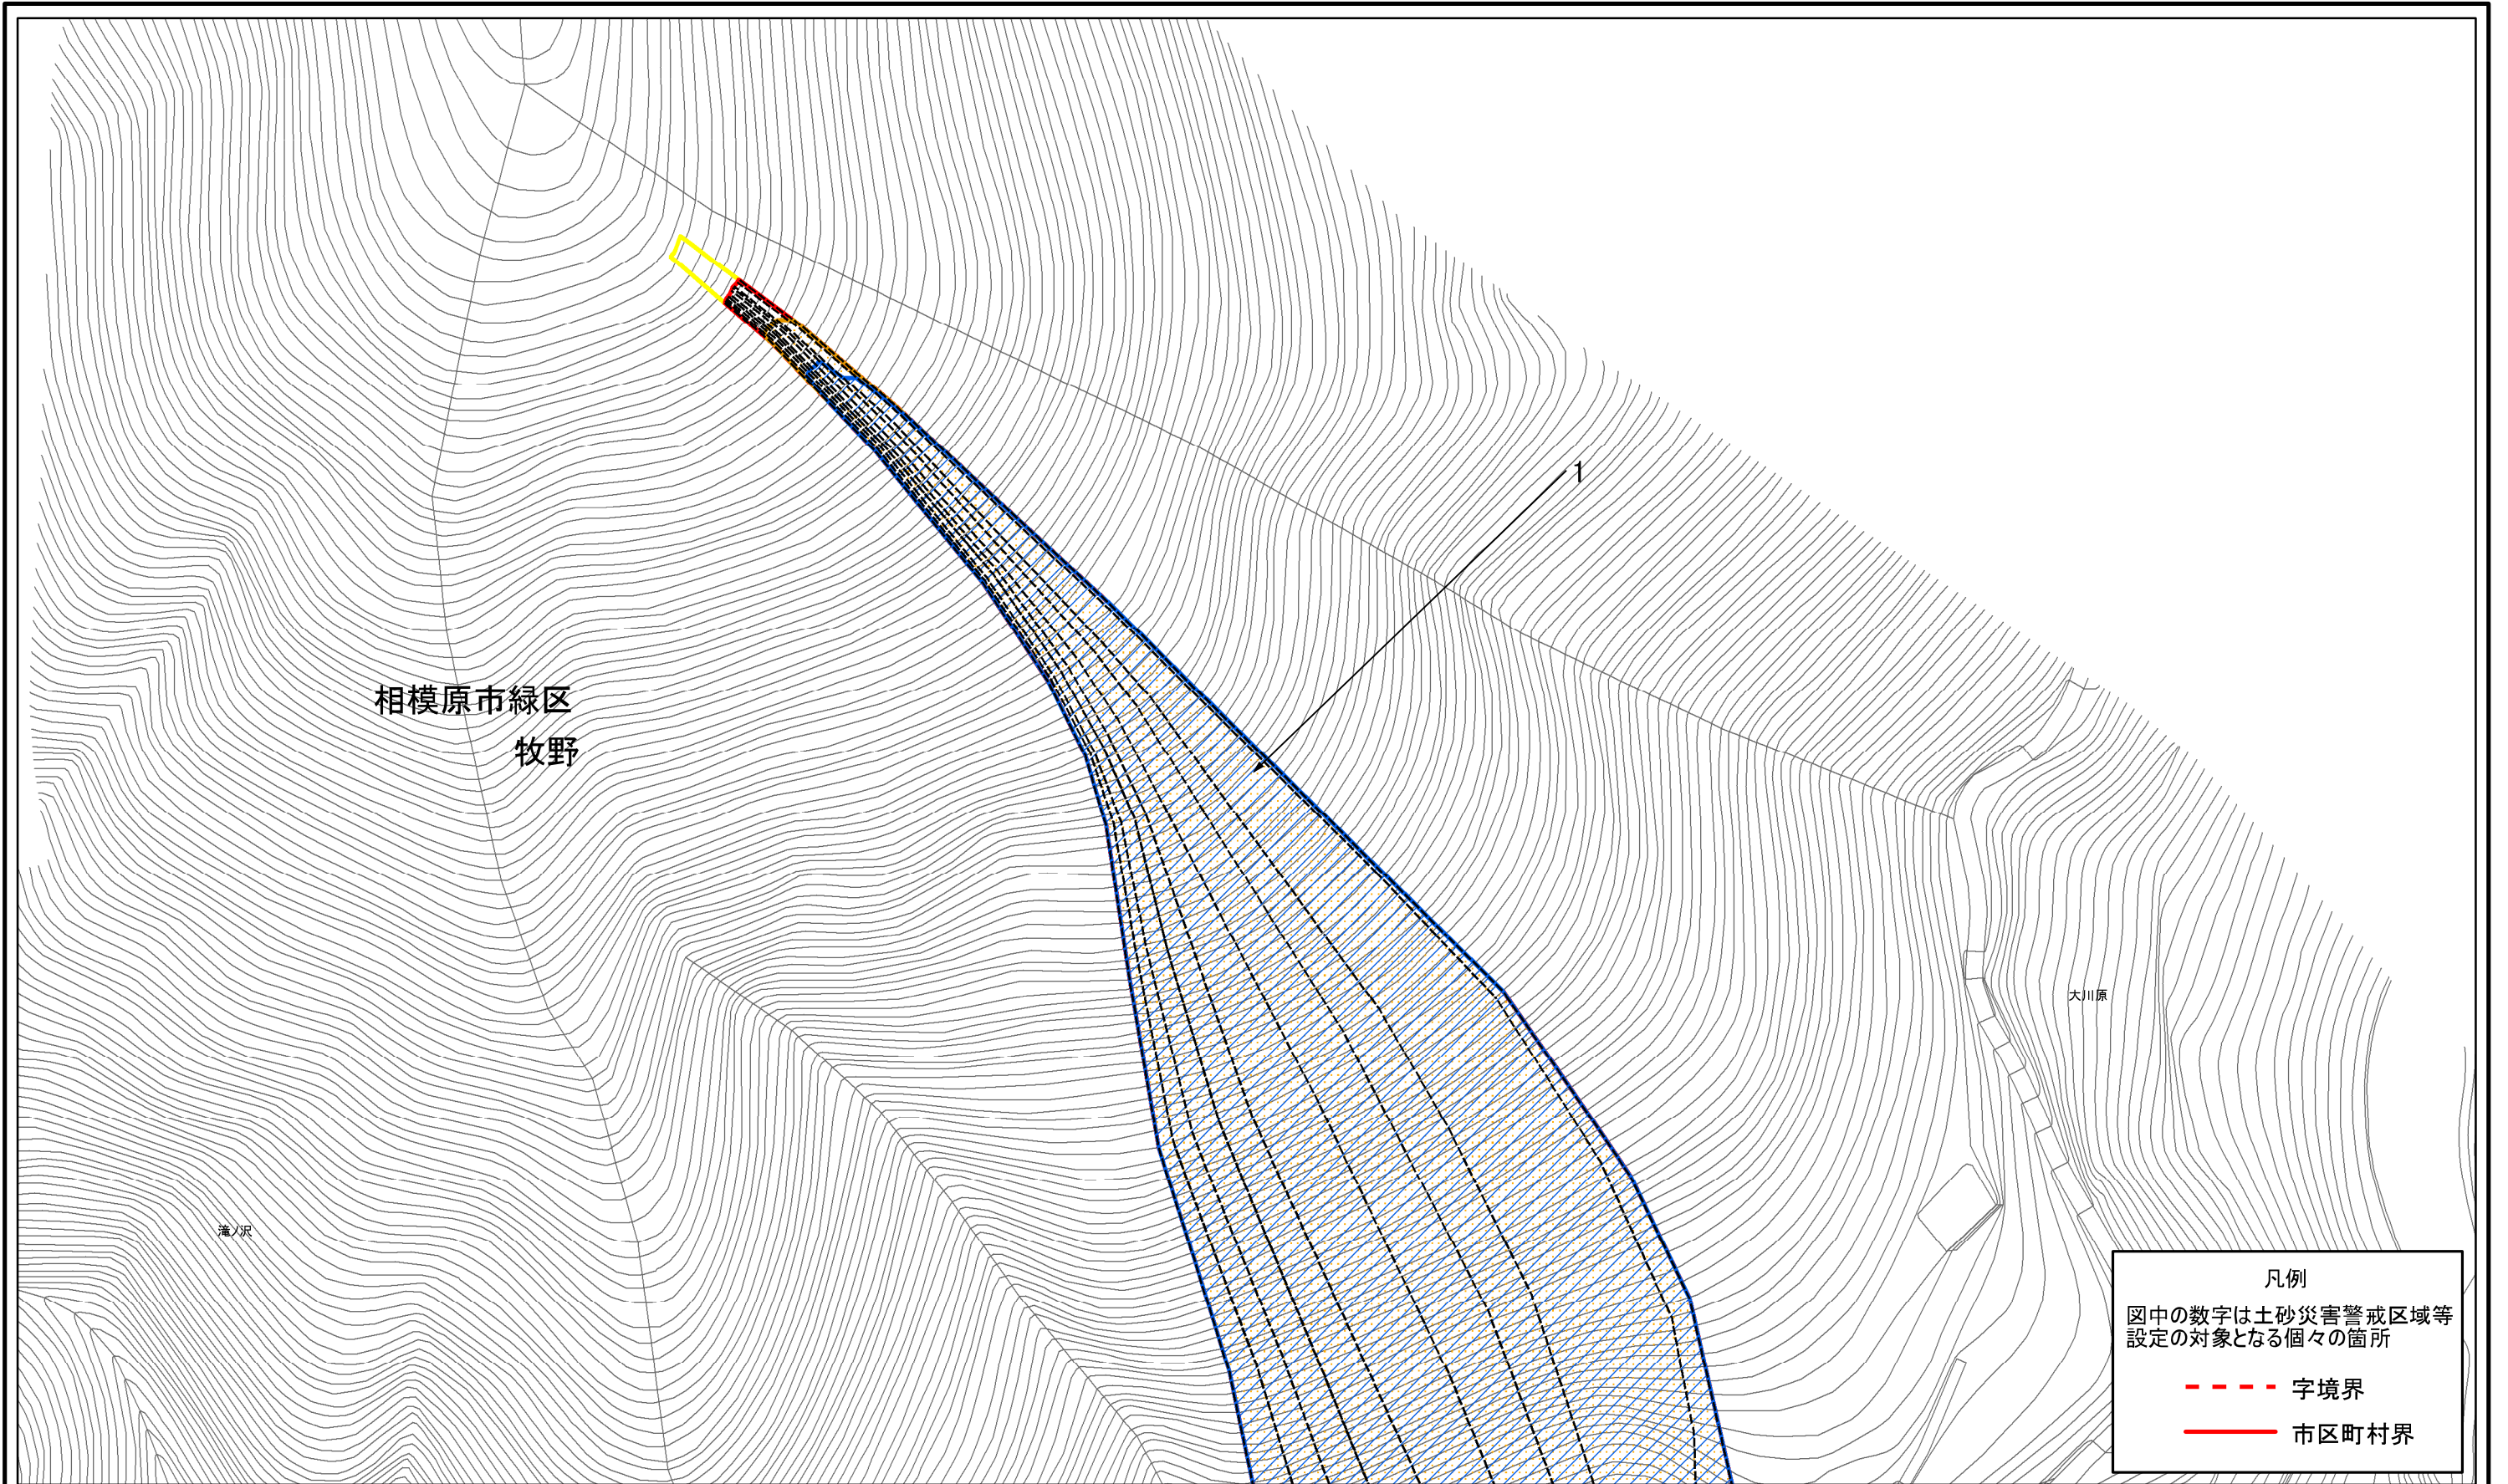 1
相模原市緑区
牧野
大川原
滝ノ沢
凡例
図中の数字は土砂災害警戒区域等
設定の対象となる個々の箇所
字境界
市区町村界